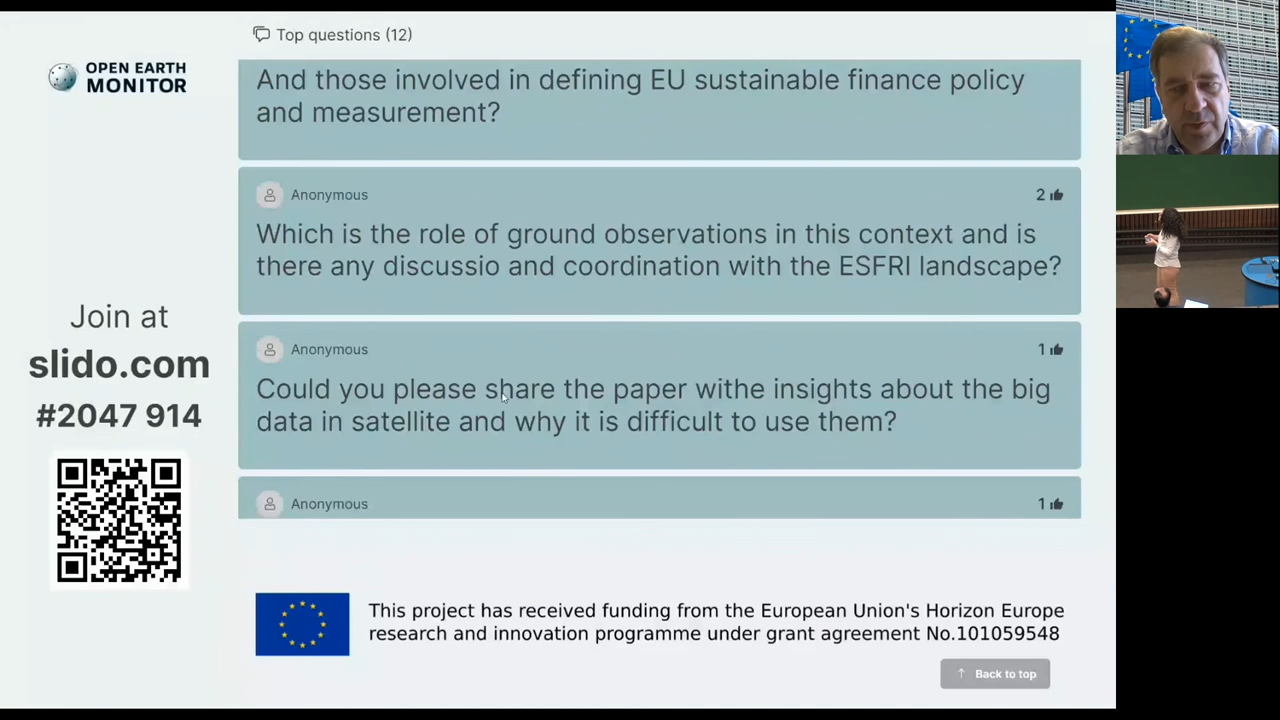 Top questions (12)
OPEN EARTH
MONITOR
And those involved in defining EU sustainable finance policy
and measurement?
Anonymous
2
Which is the role of ground observations in this context and is
there any discussio and coordination with the ESFRI landscape?
Anonymous
1
Could you please share the paper withe insights about the big
data in satellite and why it is difficult to use them?
Anonymous
1
Join at
slido.com
#2047 914
This project has received funding from the European Union's Horizon Europe
research and innovation programme under grant agreement No.101059548
Back to top